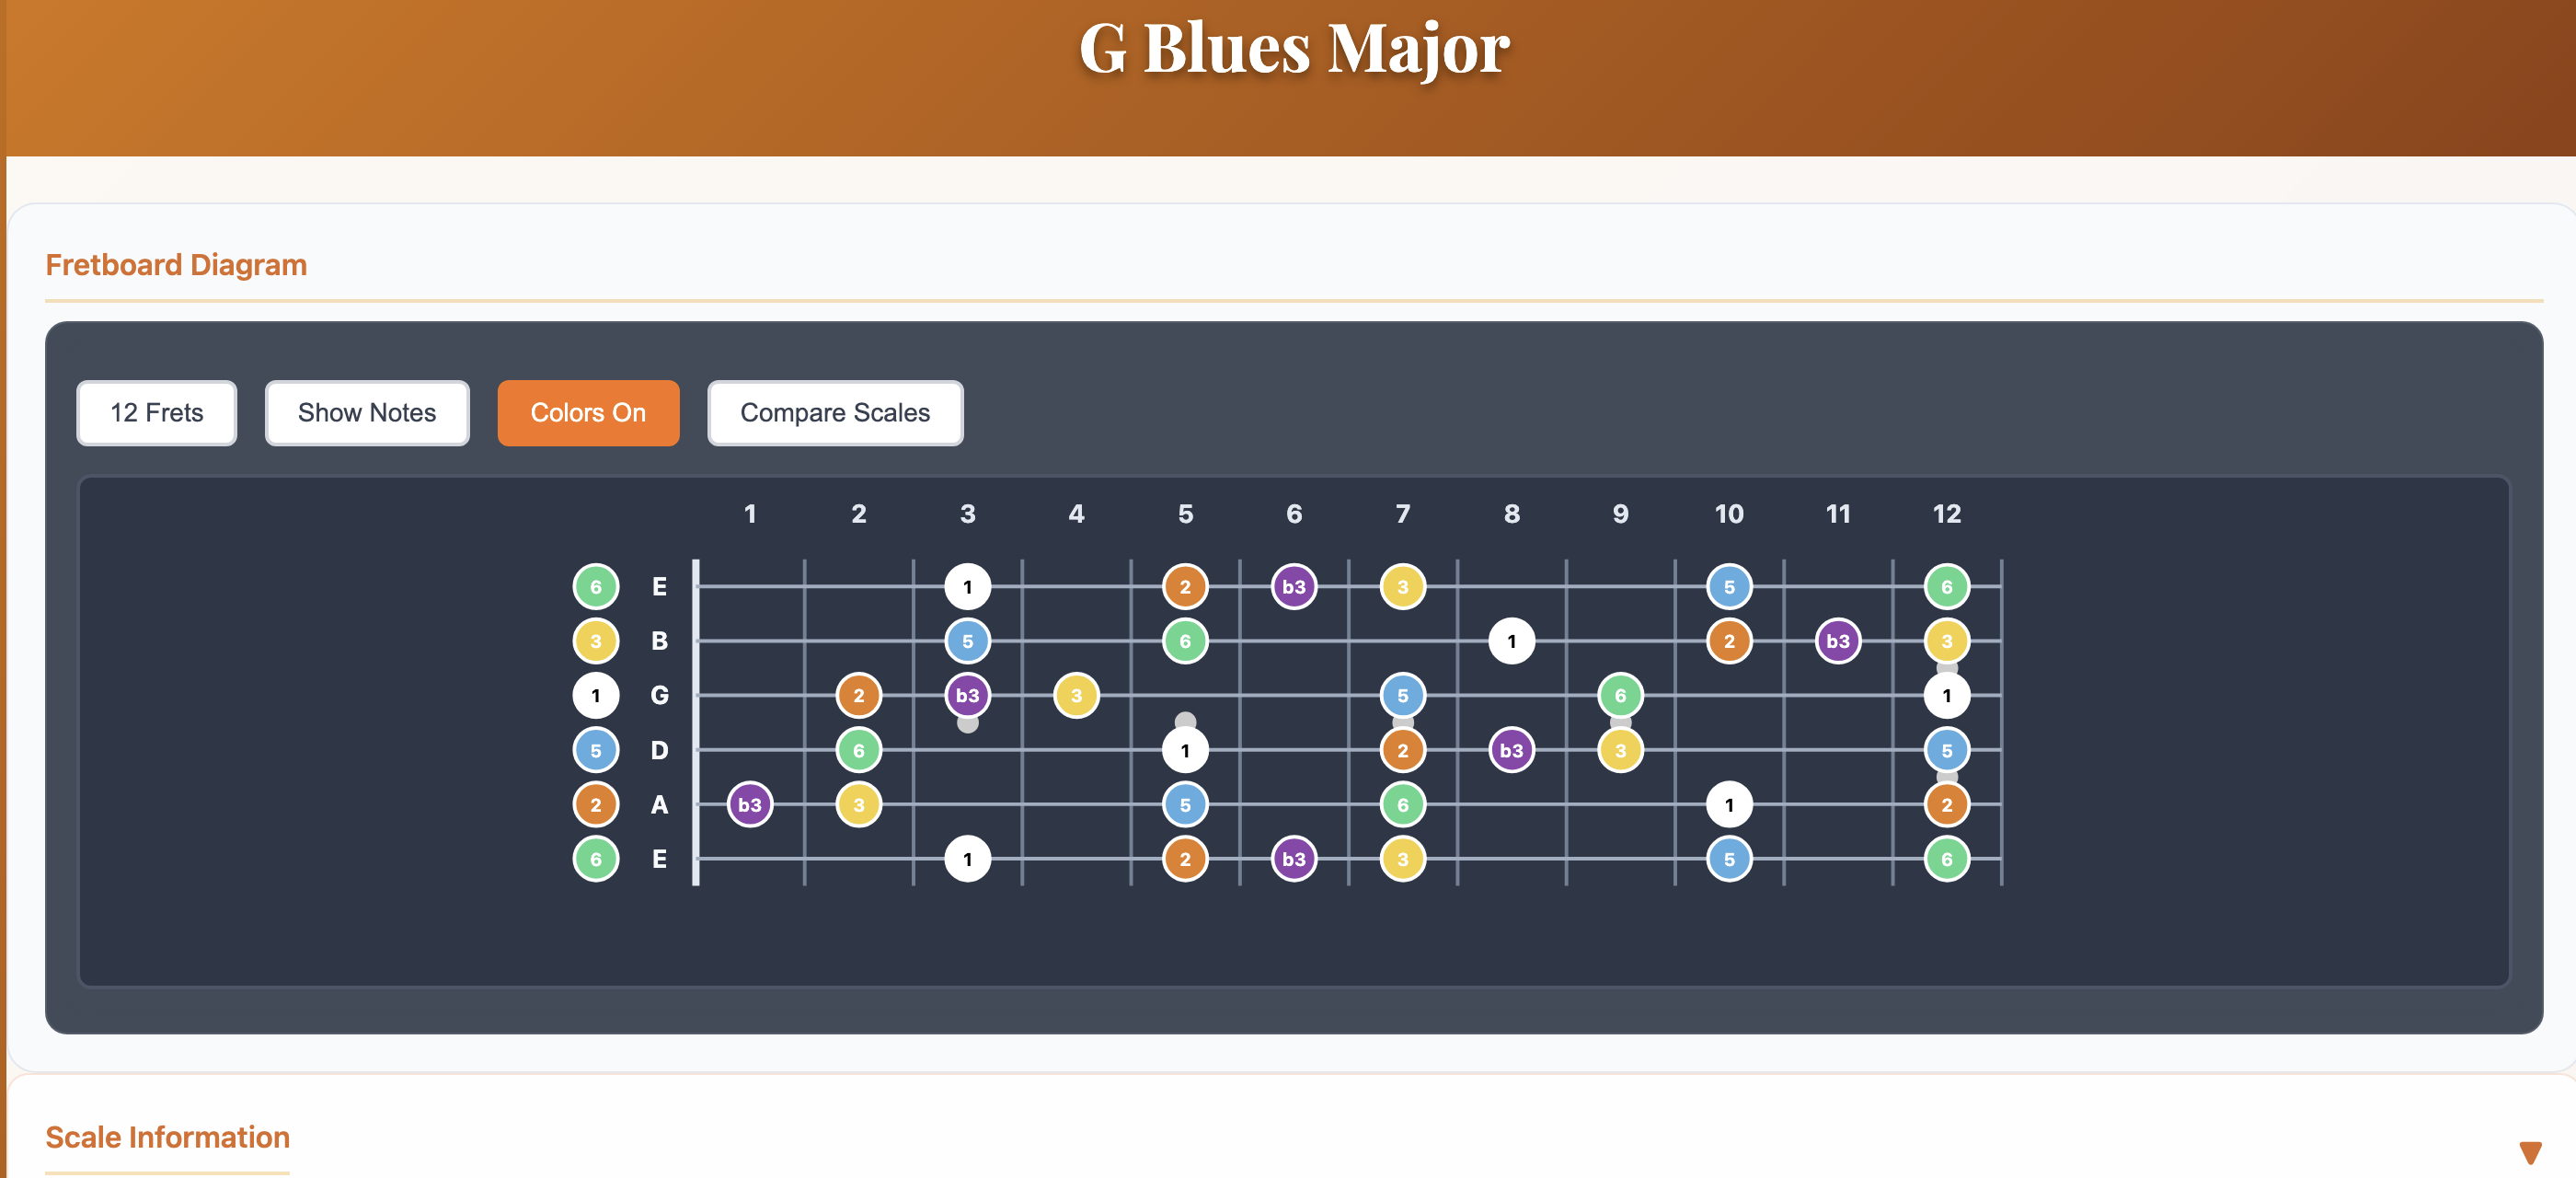 G Blues Major
Fretboard Diagram
12 Frets Show Notes Colors On Compare Scales
1 2 3 4 5 6 7 8 9 10 11 12
6 E 1 2 b3 3 5 6
3 B 5 6 1 2 b3 3
1 G 2 b3 3 5 6 1
5 D 6 1 2 b3 3 5
2 A b3 3 5 6 1 2
6 E 1 2 b3 3 5 6
Scale Information